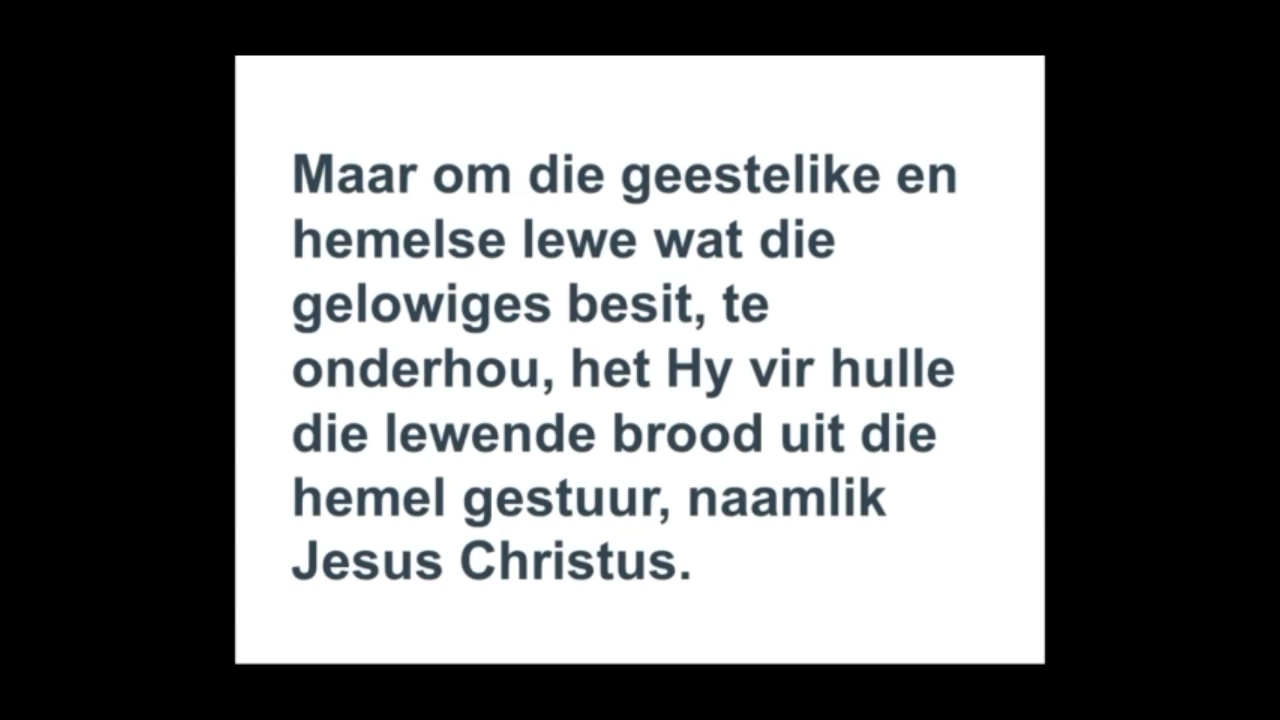 Maar om die geestelike en
hemelse lewe wat die
gelowiges besit, te
onderhou, het Hy vir hulle
die lewende brood uit die
hemel gestuur, naamlik
Jesus Christus.